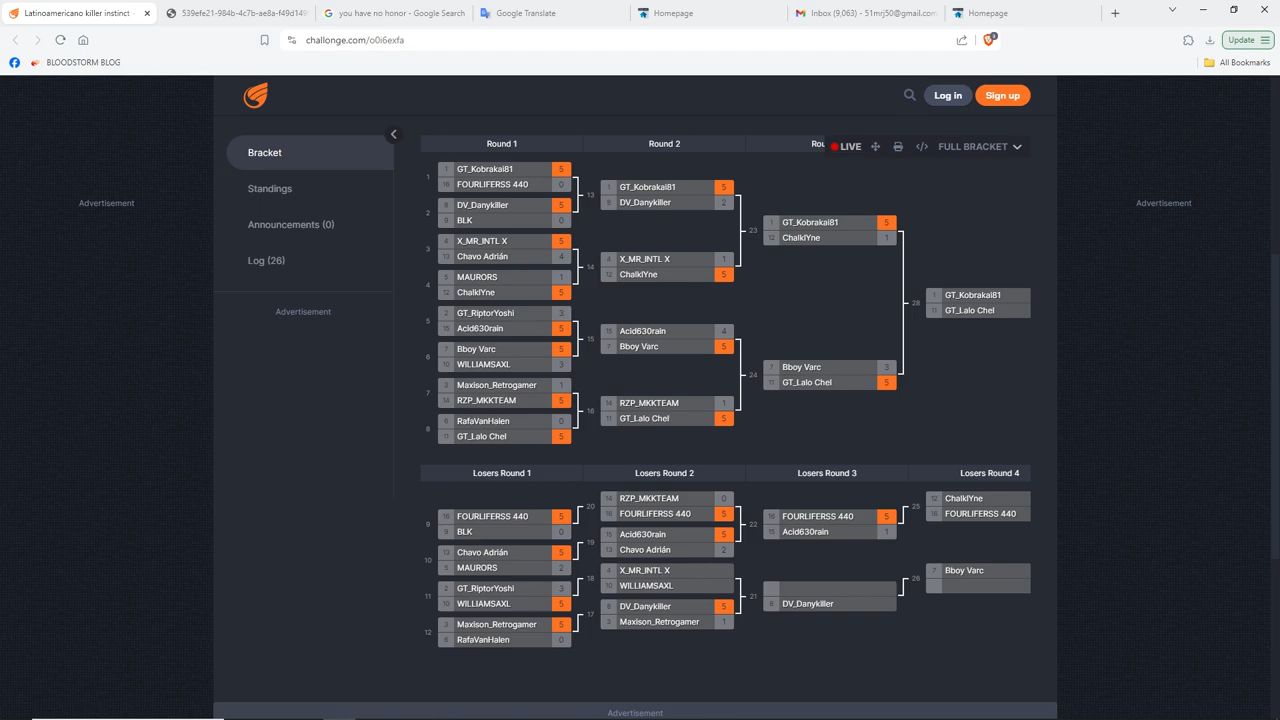 Latinoamericano killer instinct -
539efe21-984b-4c7b-ae8a-f49d149
you have no honor - Google Search
Google Translate
Homepage
Inbox (9,063) - 51mrj50@gmail.com
Homepage
challonge.com/o0i6exfa
Update
BLOODSTORM BLOG
All Bookmarks
Log in
Sign up
Bracket
Standings
Announcements (0)
Log (26)
Advertisement
Advertisement
Advertisement
Round 1
Round 2
Rou
LIVE
FULL BRACKET
1
1 GT_Kobrakai81 5
16 FOURLIFERSS 440 0
2
8 DV_Danykiller 5
9 BLK 0
3
4 X_MR_INTL X 5
13 Chavo Adrián 4
4
5 MAURORS 1
12 ChalklYne 5
5
2 GT_RiptorYoshi 3
15 Acid630rain 5
6
7 Bboy Varc 5
10 WILLIAMSAXL 3
7
3 Maxison_Retrogamer 1
14 RZP_MKKTEAM 5
8
6 RafaVanHalen 0
11 GT_Lalo Chel 5
13
1 GT_Kobrakai81 5
8 DV_Danykiller 2
14
4 X_MR_INTL X 1
12 ChalklYne 5
15
15 Acid630rain 4
7 Bboy Varc 5
16
14 RZP_MKKTEAM 1
11 GT_Lalo Chel 5
23
1 GT_Kobrakai81 5
12 ChalklYne 1
24
7 Bboy Varc 3
11 GT_Lalo Chel 5
28
1 GT_Kobrakai81
11 GT_Lalo Chel
Losers Round 1
Losers Round 2
Losers Round 3
Losers Round 4
9
16 FOURLIFERSS 440 5
9 BLK 0
10
13 Chavo Adrián 5
5 MAURORS 2
11
2 GT_RiptorYoshi 3
10 WILLIAMSAXL 5
12
3 Maxison_Retrogamer 5
6 RafaVanHalen 0
20
14 RZP_MKKTEAM 0
16 FOURLIFERSS 440 5
19
15 Acid630rain 5
13 Chavo Adrián 2
18
4 X_MR_INTL X
10 WILLIAMSAXL
17
8 DV_Danykiller 5
3 Maxison_Retrogamer 1
22
16 FOURLIFERSS 440 5
15 Acid630rain 1
21
8 DV_Danykiller
25
12 ChalklYne
16 FOURLIFERSS 440
26
7 Bboy Varc
Advertisement